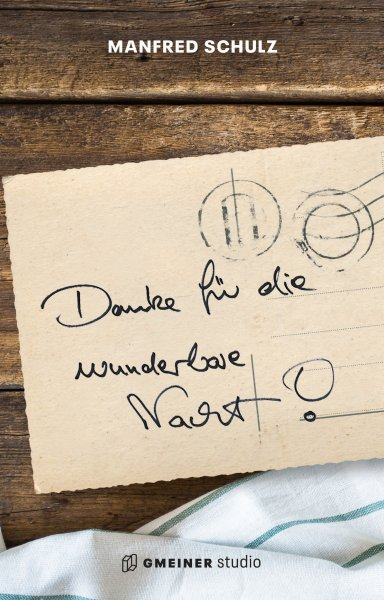 MANFRED SCHULZ
Danke für die
wunderbare
Nacht!
GMEINER studio